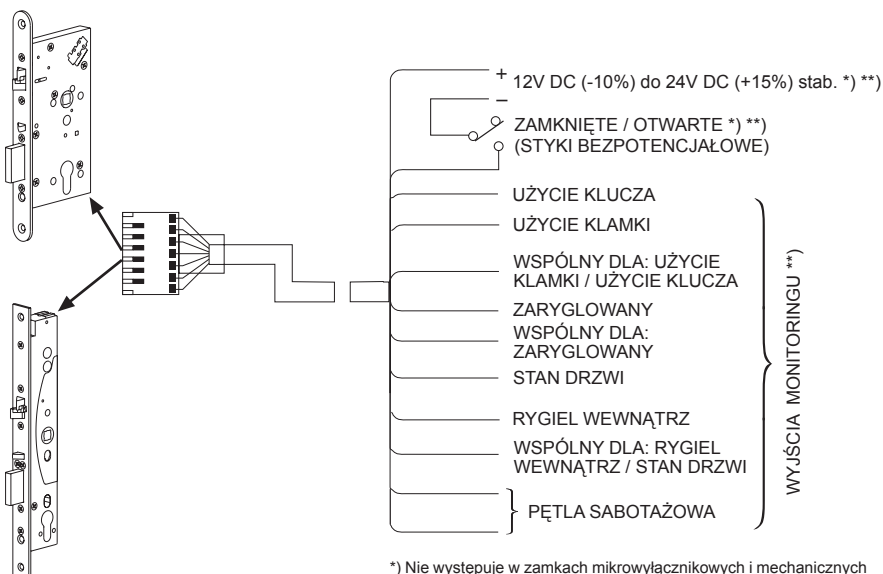 + 12V DC (-10%) do 24V DC (+15%) stab. *) **)
–
ZAMKNIĘTE / OTWARTE *) **)
(STYKI BEZPOTENCJAŁOWE)
UŻYCIE KLUCZA
UŻYCIE KLAMKI
WSPÓLNY DLA: UŻYCIE
KLAMKI / UŻYCIE KLUCZA
ZARYGLOWANY
WSPÓLNY DLA:
ZARYGLOWANY
STAN DRZWI
RYGIEL WEWNĄTRZ
WSPÓLNY DLA: RYGIEL
WEWNĄTRZ / STAN DRZWI
PĘTLA SABOTAŻOWA
WYJŚCIA MONITORINGU **)
*) Nie występuje w zamkach mikrowyłącznikowych i mechanicznych